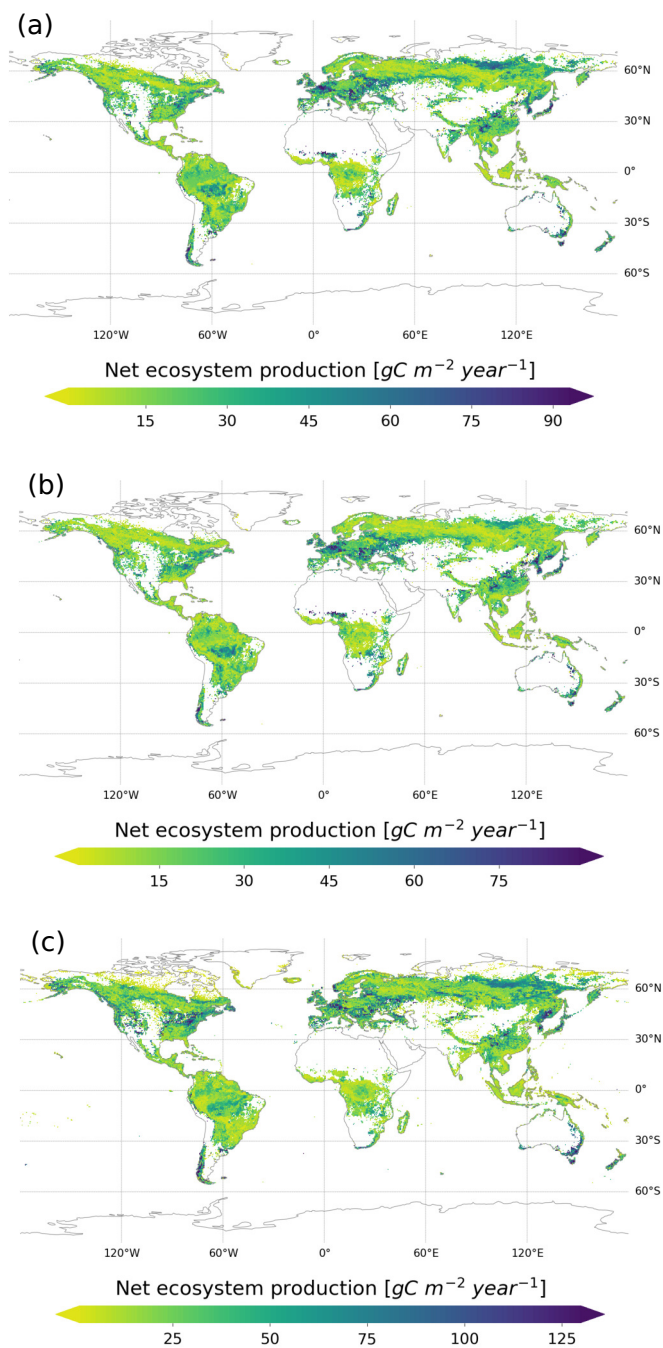 (a)
60°N
30°N
0°
30°S
60°S
120°W 60°W 0° 60°E 120°E
Net ecosystem production [gC m⁻² year⁻¹]
15 30 45 60 75 90
(b)
60°N
30°N
0°
30°S
60°S
120°W 60°W 0° 60°E 120°E
Net ecosystem production [gC m⁻² year⁻¹]
15 30 45 60 75
(c)
60°N
30°N
0°
30°S
60°S
120°W 60°W 0° 60°E 120°E
Net ecosystem production [gC m⁻² year⁻¹]
25 50 75 100 125